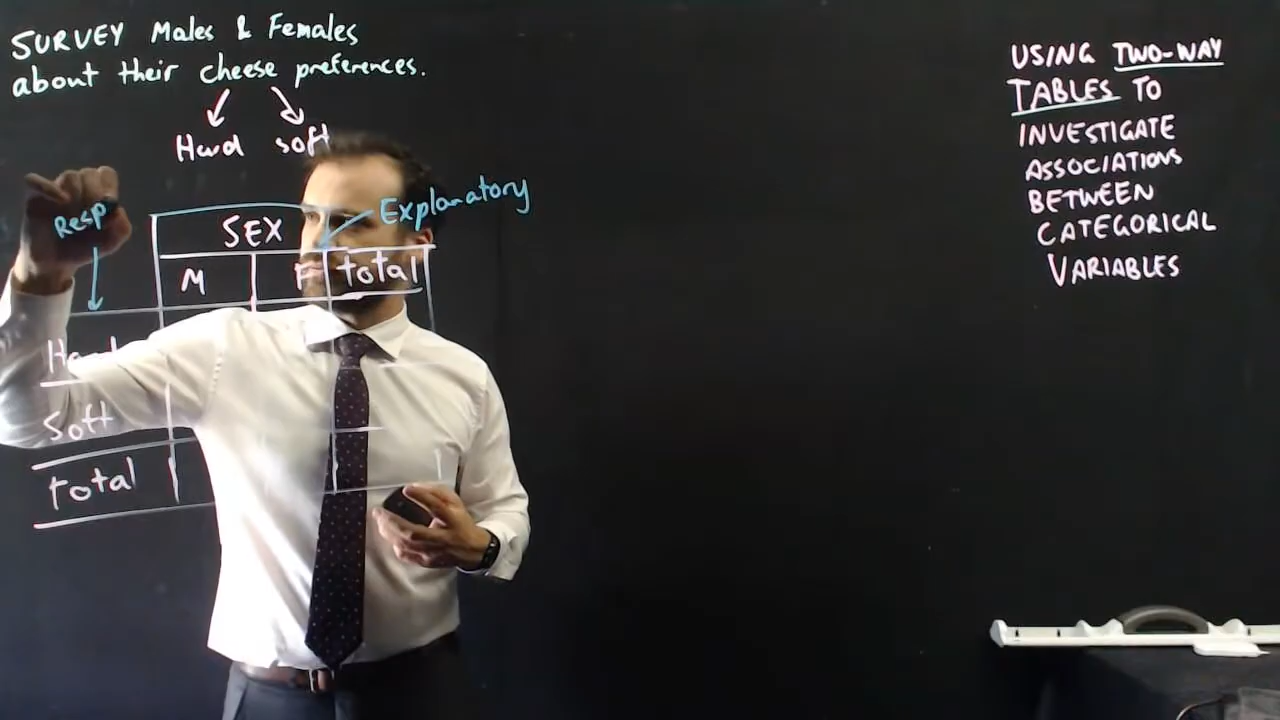 SURVEY Males & Females
about their cheese preferences.
Hard soft
Resp
Explanatory
SEX
M F total
Hard
Soft
total
USING TWO-WAY
TABLES TO
INVESTIGATE
ASSOCIATIONS
BETWEEN
CATEGORICAL
VARIABLES